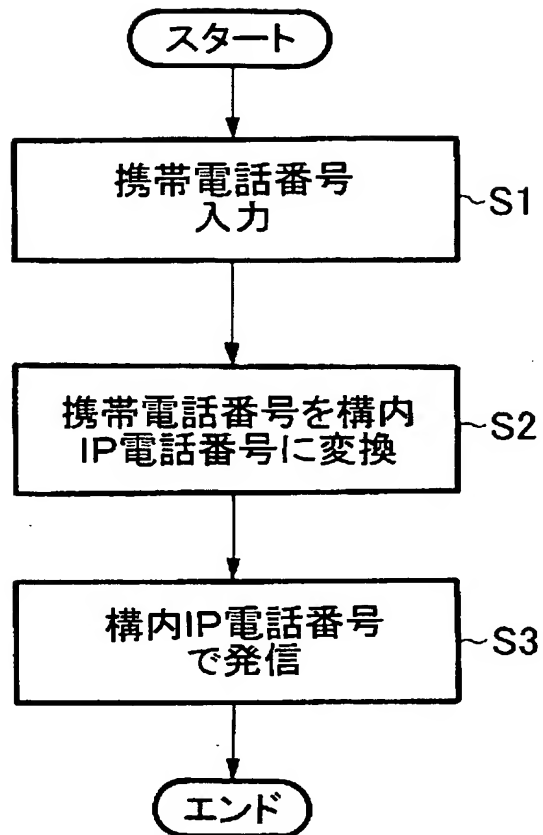 スタート
携帯電話番号
入力
~S1
携帯電話番号を構内
IP電話番号に変換
~S2
構内IP電話番号
で発信
~S3
エンド